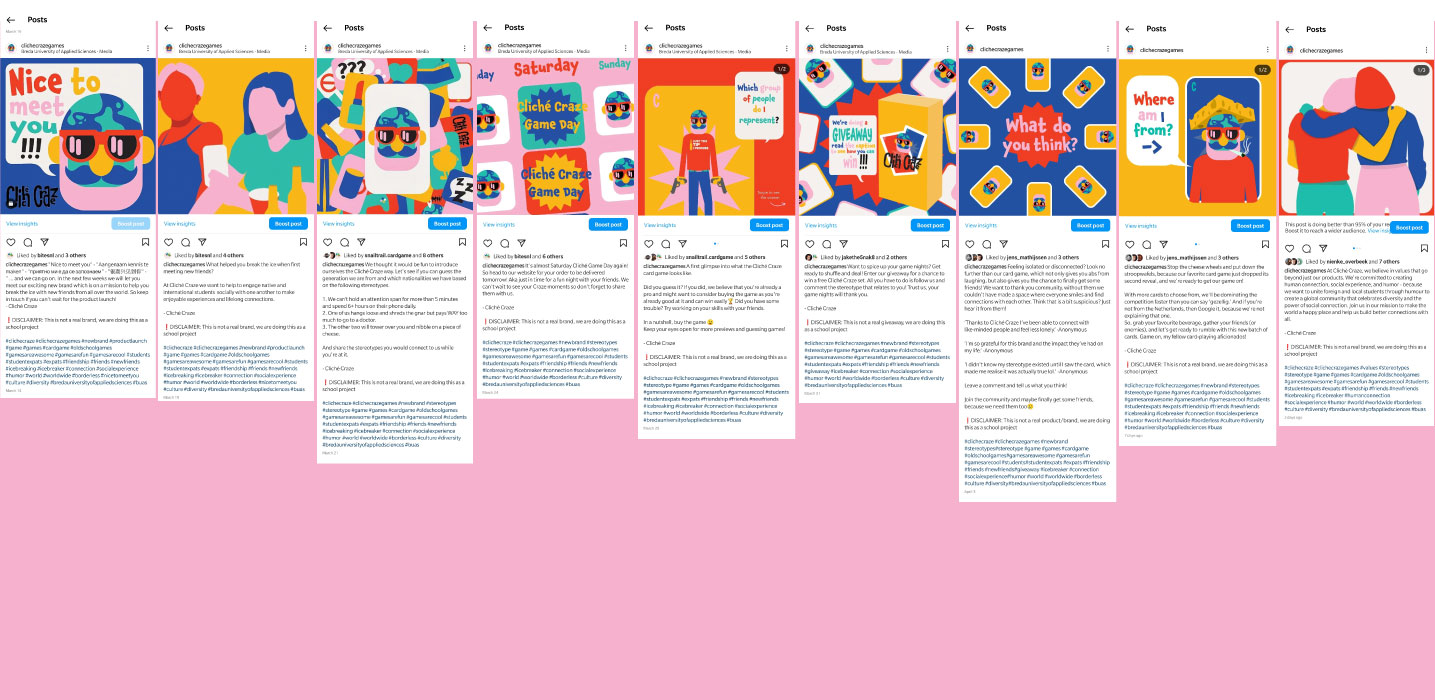 Posts
March 16
clichecrazegames
Breda University of Applied Sciences - Media
Nice to
meet
you
!!!
View insights
Boost post
Liked by bitesnl and 3 others
clichecrazegames "Nice to meet you" - "Aangenaam kennis te
maken" - "приятно ми е да се запознаем" - "很高兴见到你" -
"... and we can go on. In the next few weeks we will let you
meet our exciting new brand which is on a mission to help you
break the ice with new friends from all over the world. So keep
in touch if you can't wait for the product launch!
- Cliché Craze
❗DISCLAIMER: This is not a real brand, we are doing this as
school project
#clichecraze #clichecrazegames #newbrand #productlaunch
#game #games #cardgame #oldschoolgames
#gamesareawesome #gamesarefun #gamesarecool #students
#studentexpats #expats #friendship #friends #newfriends
#icebreaking #icebreaker #connection #socialexperience
#humor #world #worldwide #borderless #nicetomeetyou
#culture #diversity #bredauniversityofappliedsciences #buas
Posts
clichecrazegames
Breda University of Applied Sciences - Media
View insights
Boost post
Liked by bitesnl and 4 others
clichecrazegames What helped you break the ice when first
meeting new friends?
At Cliché Craze we want to help to engage native and
international students socially with one another to make
enjoyable experiences and lifelong connections.
- Cliché Craze
❗DISCLAIMER: This is not a real brand, we are doing this as a
school project
#clichecraze #clichecrazegames #newbrand #productlaunch
#game #games #cardgame #oldschoolgames
#gamesareawesome #gamesarefun #gamesarecool #students
#studentexpats #expats #friendship #friends #newfriends
#icebreaking #icebreaker #connection #socialexperience
#humor #world #worldwide #borderless #nicetomeetyou
#culture #diversity #bredauniversityofappliedsciences #buas
Posts
clichecrazegames
Breda University of Applied Sciences - Media
???
View insights
Boost post
Liked by snailtrail.cardgame and 8 others
clichecrazegames We thought it would be fun to introduce
ourselves the Cliché-Craze way. Let's see if you can guess the
generation we are from and which nationalities we have based
on the following stereotypes
1. We can't hold an attention span for more than 5 minutes
and speed 6+ hours on their phone daily.
2. One of us hangs loose and shreds the gnar but pays WAY too
much to go to a doctor.
3. The other two will tower over you and nibble on a piece of
cheese.
And share the stereotypes you would connect to us while
you're at it.
- Cliché Craze
❗DISCLAIMER: This is not a real brand, we are doing this as a
school project
#clichecraze #clichecrazegames #newbrand #stereotypes
#stereotype #game #games #cardgame #oldschoolgames
#gamesareawesome #gamesarefun #gamesarecool #students
#studentexpats #expats #friendship #friends #newfriends
#icebreaking #icebreaker #connection #socialexperience
#humor #world #worldwide #borderless #culture #diversity
#bredauniversityofappliedsciences #buas
March 21
Posts
clichecrazegames
Breda University of Applied Sciences - Media
day Saturday Sunday
Cliché Craze
Game Day
Cliché Craze
Game Day
View insights
Boost post
Liked by bitesnl and 6 others
clichecrazegames It's almost Saturday Cliché Game Day again!
So head to our website for your order to be delivered
tomorrow. Aka just in time for a fun night with your friends. We
can't wait to see your Craze moments so don't forget to share
them with us.
- Cliché Craze
❗DISCLAIMER: This is not a real brand, we are doing this as a
school project
#clichecraze #clichecrazegames #newbrand #stereotypes
#stereotype #game #games #cardgame #oldschoolgames
#gamesareawesome #gamesarefun #gamesarecool #students
#studentexpats #expats #friendship #friends #newfriends
#icebreaking #icebreaker #connection #socialexperience
#humor #world #worldwide #borderless #culture #diversity
#bredauniversityofappliedsciences #buas
Posts
clichecrazegames
Breda University of Applied Sciences - Media
1/2
Which group
of people
do I
represent?
View insights
Boost post
Liked by snailtrail.cardgame and 5 others
clichecrazegames A first glimpse into what the Cliché Craze
card game looks like.
Did you guess it? If you did, we believe that you're already a
pro and might want to consider buying the game as you're
already good at it and can win easily 🏆 Did you have some
trouble? Try working on your skills with your friends.
In a nutshell, buy the game 😉
Keep your eyes open for more previews and guessing games!
- Cliché Craze
❗DISCLAIMER: This is not a real brand, we are doing this as a
school project
#clichecraze #clichecrazegames #newbrand #stereotypes
#stereotype #game #games #cardgame #oldschoolgames
#gamesareawesome #gamesarefun #gamesarecool #students
#studentexpats #expats #friendship #friends #newfriends
#icebreaking #icebreaker #connection #socialexperience
#humor #world #worldwide #borderless #culture #diversity
#bredauniversityofappliedsciences #buas
Posts
clichecrazegames
Breda University of Applied Sciences - Media
We're doing a
GIVEAWAY
read the caption
to see how you can
win!!!
View insights
Boost post
Liked by jakethe5nak8 and 2 others
clichecrazegames Want to spice up your game nights? Get
ready to shuffle and deal! Enter our giveaway for a chance to
win a free Cliché Craze set. All you have to do is follow us and
comment the stereotype that relates to you! Trust us, your
game nights will thank you.
- Cliché Craze
❗DISCLAIMER: This is not a real giveaway, we are doing this
as a school project
#clichecraze #clichecrazegames #newbrand #stereotypes
#stereotype #game #games #cardgame #oldschoolgames
#gamesareawesome #gamesarefun #gamesarecool #students
#studentexpats #expats #friendship #friends #newfriends
#giveaway #icebreaker #connection #socialexperience
#humor #world #worldwide #borderless #culture #diversity
#bredauniversityofappliedsciences #buas
March 31
Posts
clichecrazegames
What do
you think?
View insights
Boost post
Liked by jens_mathijssen and 3 others
clichecrazegames Feeling isolated or disconnected? Look no
further than our card game, which not only gives you abs from
laughing, but also gives you the chance to finally get some
friends! We want to thank you community, without them we
couldn't have made a space where everyone smiles and find
connections with each other. Think that is a bit suspicious? Just
hear it from them!
'Thanks to Cliché Craze I've been able to connect with
like-minded people and feel less lonely' -Anonymous
'I'm so grateful for this brand and the impact they've had on
my life.' -Anonymous
'I didn't know my stereotype existed until I saw the card, which
made me realise it was actually true lol' -Anonymous
Leave a comment and tell us what you think!
Join the community and maybe finally get some friends,
because we need them too😢
❗DISCLAIMER: This is not a real product/brand, we are doing
this as a school project
#clichecraze #clichecrazegames #newbrand
#stereotypes#stereotype #game #games #cardgame
#oldschoolgames #gamesareawesome #gamesarefun
#gamesarecool #students#studentexpats #expats #friendship
#friends #newfriends#giveaway #icebreaker #connection
#socialexperience#humor #world #worldwide #borderless
#culture #diversity#bredauniversityofappliedsciences #buas
Posts
clichecrazegames
1/2
Where
am I
from?
View insights
Boost post
Liked by jens_mathijssen and 3 others
clichecrazegames Stop the cheese wheels and put down the
stroopwafels, because our favorite card game just dropped its
second reveal, and we're ready to get our game on!
With more cards to choose from, we'll be dominating the
competition faster than you can say 'gezellig'. And if you're
not from the Netherlands, then Google it, because we're not
explaining that one.
So, grab your favourite beverage, gather your friends (or
enemies), and let's get ready to rumble with this new batch of
cards. Game on, my fellow card-playing aficionados!
- Cliché Craze
❗DISCLAIMER: This is not a real brand, we are doing this as a
school project
#clichecraze #clichecrazegames #newbrand #stereotypes
#stereotype #game #games #cardgame #oldschoolgames
#gamesareawesome #gamesarefun #gamesarecool #students
#studentexpats #expats #friendship #friends #newfriends
#icebreaking #icebreaker #connection #socialexperience
#humor #world #worldwide #borderless #culture #diversity
#bredauniversityofappliedsciences #buas
Posts
clichecrazegames
1/3
This post is doing better than 95% of your re
Boost it to reach a wider audience. View insi
Boost post
Liked by nienke_overbeek and 7 others
clichecrazegames At Cliché Craze, we believe in values that go
beyond just our products. We're committed to creating
human connection, social experience, and humor - because
we want to unite foreign and local students through humour to
create a global community that celebrates diversity and the
power of social connection. Join us in our mission to make the
world a happy place and help us build better connections with
all.
- Cliché Craze
❗DISCLAIMER: This is not a real brand, we are doing this as a
school project
#clichecraze #clichecrazegames #values #stereotypes
#stereotype #game #games #cardgame #oldschoolgames
#gamesareawesome #gamesarefun #gamesarecool #students
#studentexpats #expats #friendship #friends #newfriends
#icebreaking #icebreaker #humanconnection
#socialexperience #humor #world #worldwide #borderless
#culture #diversity #bredauniversityofappliedsciences #buas